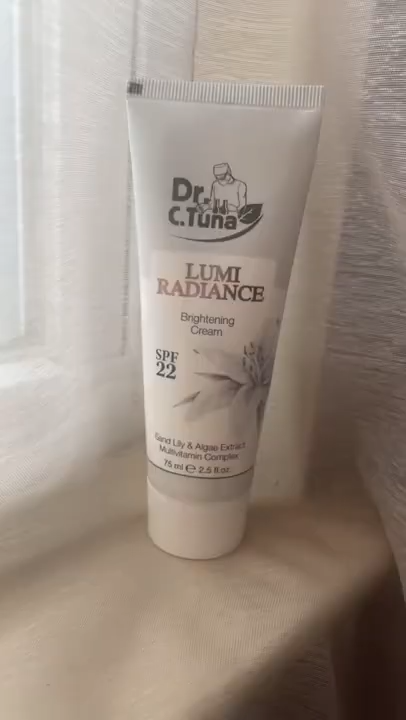 Dr.
C.Tuna
LUMI
RADIANCE
Brightening
Cream
SPF
22
Sand Lily & Algae Extract
Multivitamin Complex
75 ml e 2.5 fl oz